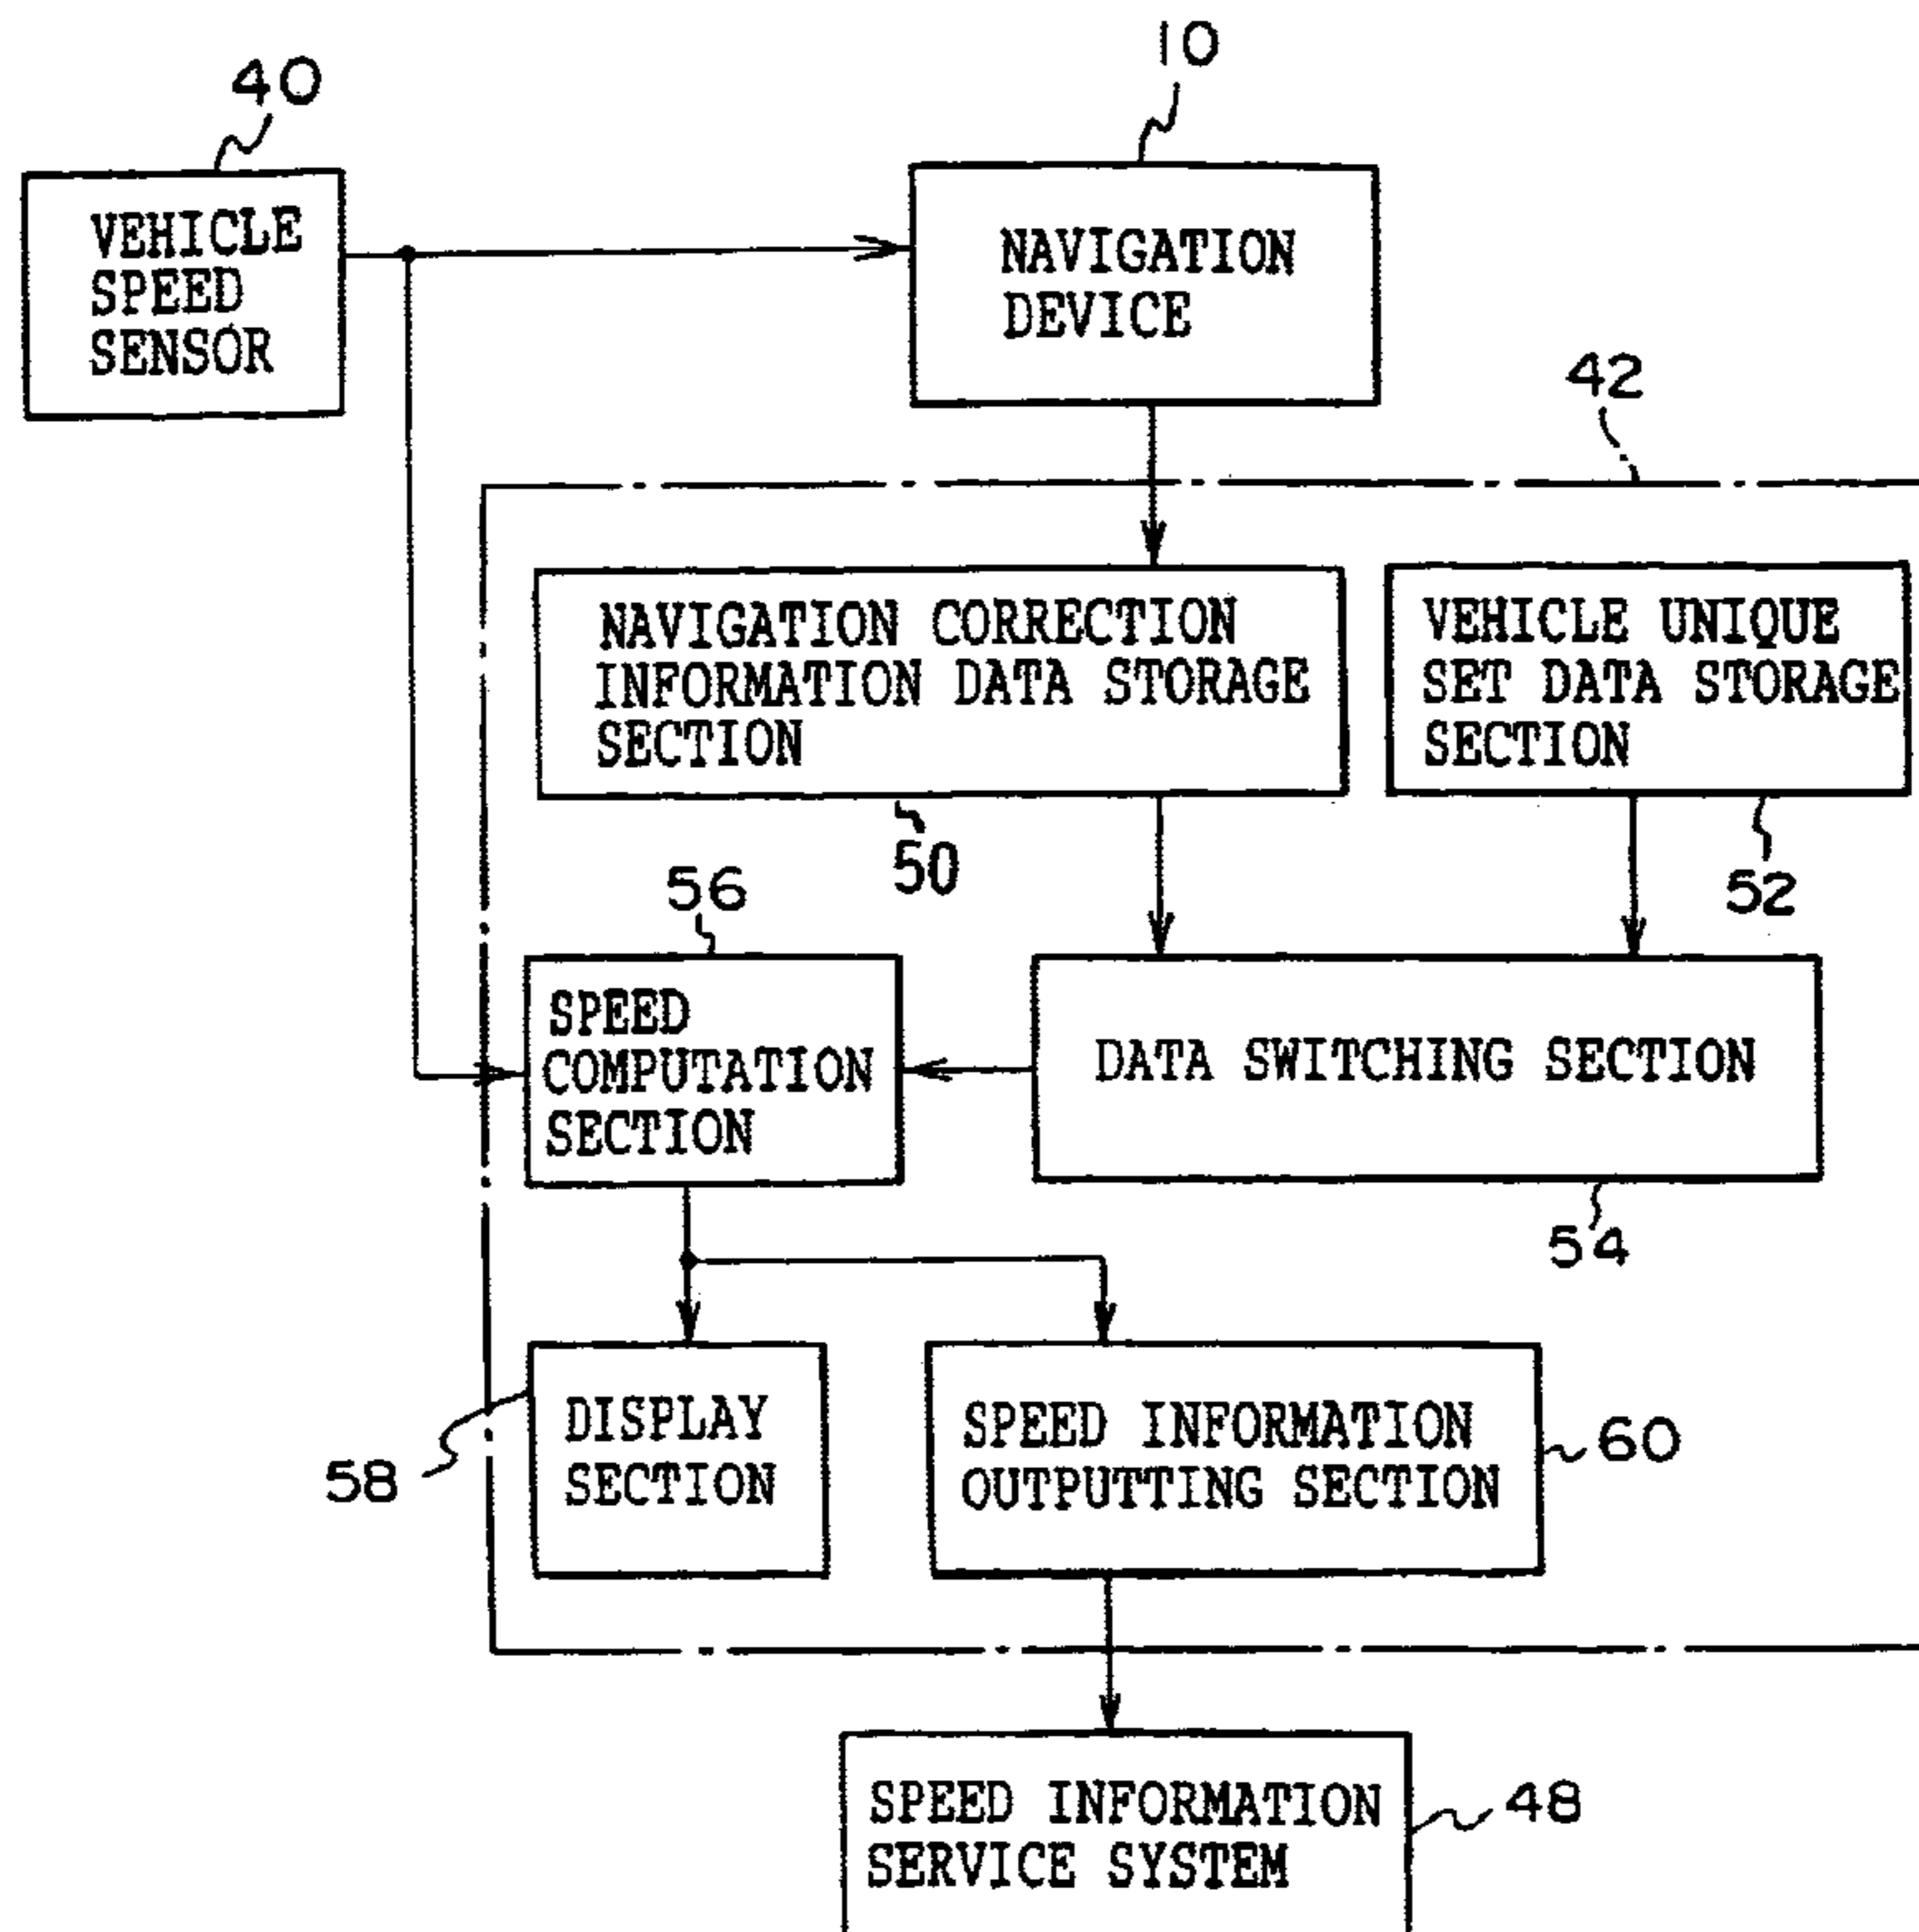 10
40
VEHICLE
SPEED
SENSOR
NAVIGATION
DEVICE
42
NAVIGATION CORRECTION
INFORMATION DATA STORAGE
SECTION
VEHICLE UNIQUE
SET DATA STORAGE
SECTION
50
52
56
SPEED
COMPUTATION
SECTION
DATA SWITCHING SECTION
54
DISPLAY
SECTION
58
SPEED INFORMATION
OUTPUTTING SECTION
60
SPEED INFORMATION
SERVICE SYSTEM
48